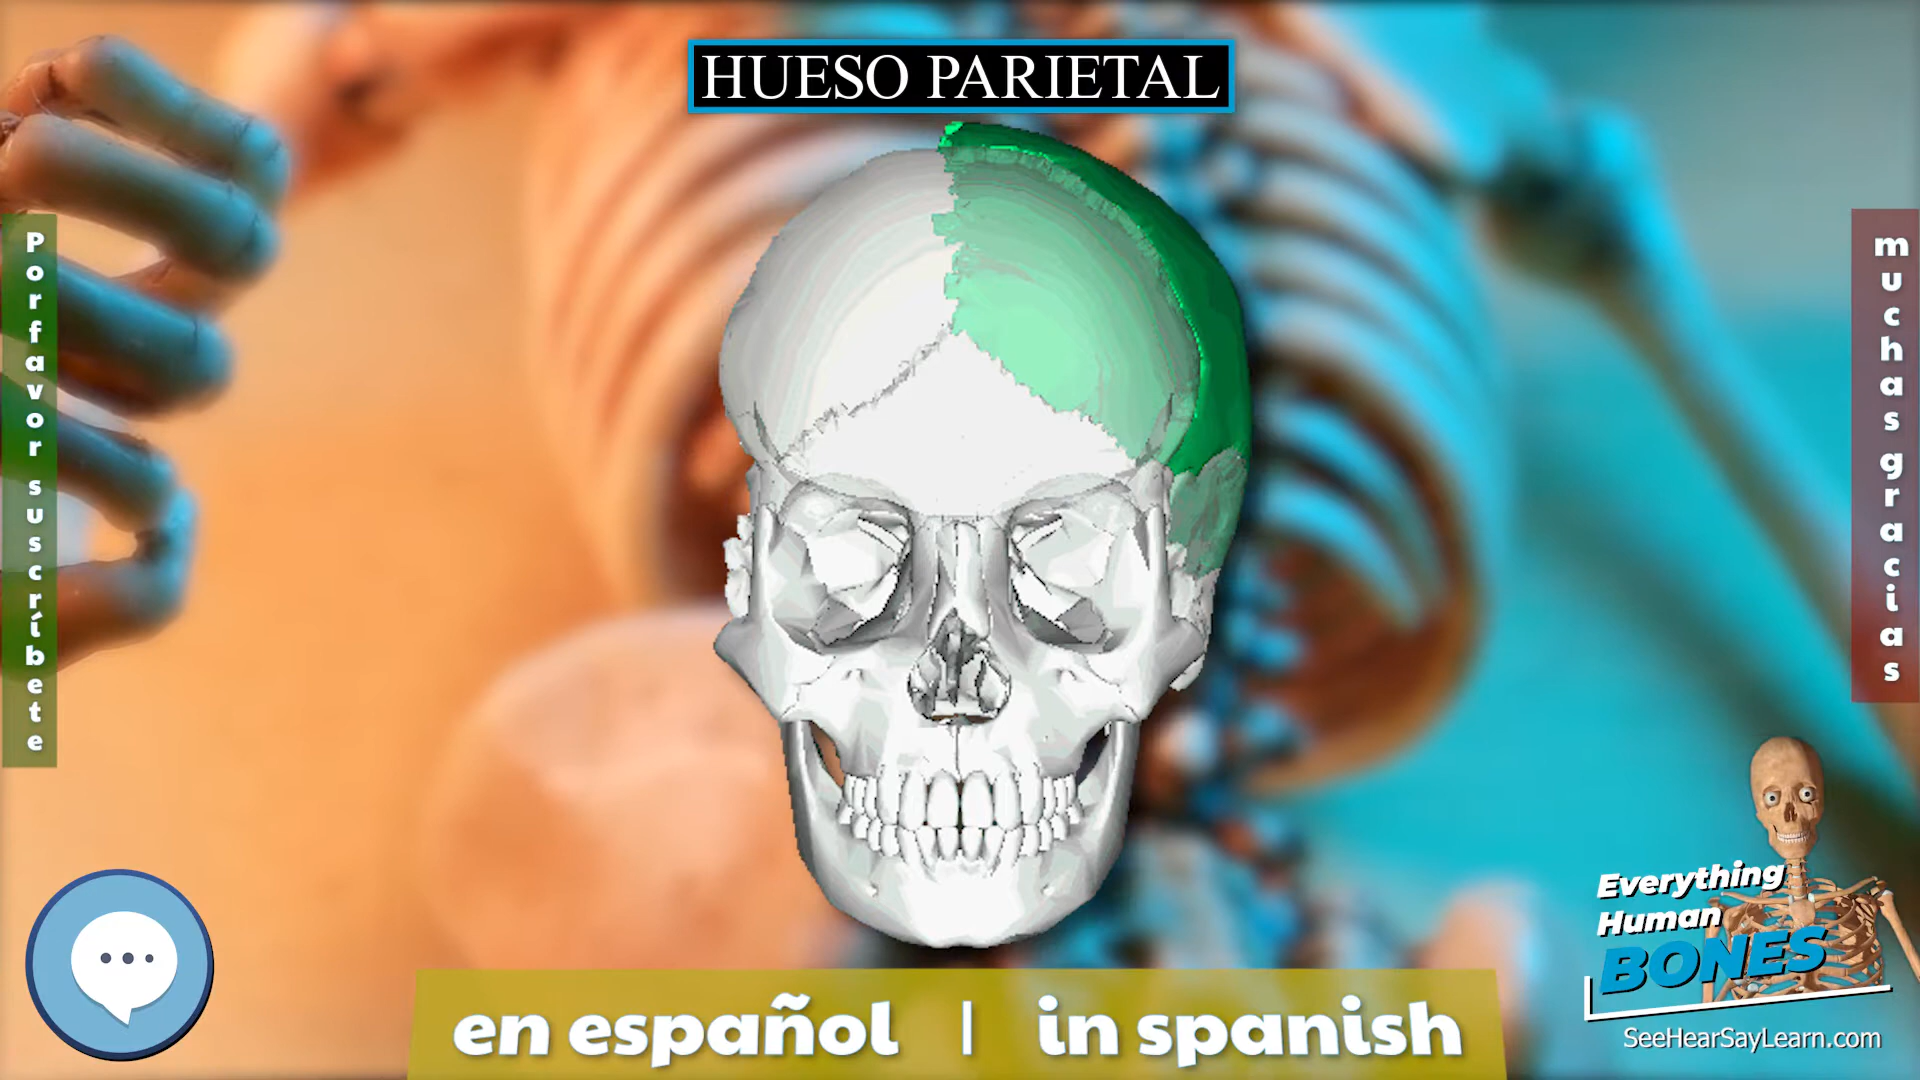 HUESO PARIETAL
Porfavor suscríbete
muchas gracias
Everything
Human
BONES
SeeHearSayLearn.com
en español | in spanish